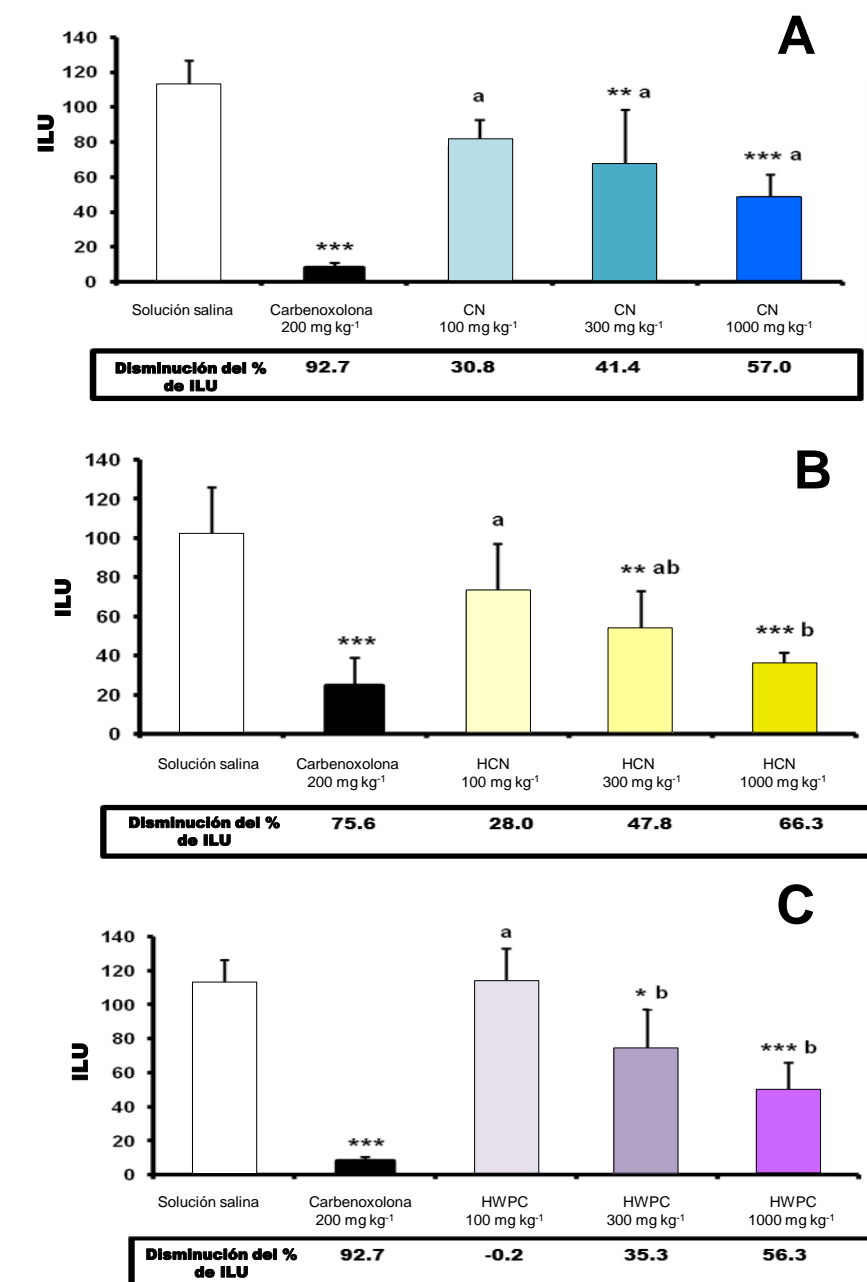 A
140
120
100
80
60
40
20
0
ILU
***
a
** a
*** a
Solución salina Carbenoxolona CN CN CN
200 mg kg-1 100 mg kg-1 300 mg kg-1 1000 mg kg-1
Disminución del % 92.7 30.8 41.4 57.0
de ILU
B
140
120
100
80
60
40
20
0
ILU
***
a
** ab
*** b
Solución salina Carbenoxolona HCN HCN HCN
200 mg kg-1 100 mg kg-1 300 mg kg-1 1000 mg kg-1
Disminución del % 75.6 28.0 47.8 66.3
de ILU
C
140
120
100
80
60
40
20
0
ILU
***
a
* b
*** b
Solución salina Carbenoxolona HWPC HWPC HWPC
200 mg kg-1 100 mg kg-1 300 mg kg-1 1000 mg kg-1
Disminución del % 92.7 -0.2 35.3 56.3
de ILU